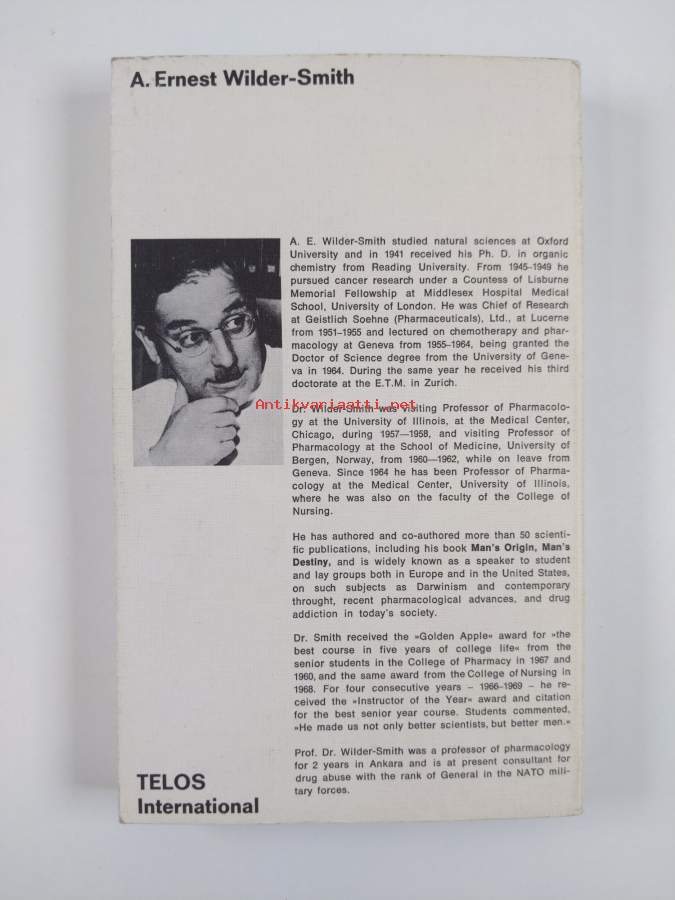 A. Ernest Wilder-Smith
A. E. Wilder-Smith studied natural sciences at Oxford
University and in 1941 received his Ph. D. in organic
chemistry from Reading University. From 1945-1949 he
pursued cancer research under a Countess of Lisburne
Memorial Fellowship at Middlesex Hospital Medical
School, University of London. He was Chief of Research
at Geistlich Soehne (Pharmaceuticals), Ltd., at Lucerne
from 1951-1955 and lectured on chemotherapy and phar-
macology at Geneva from 1955-1964, being granted the
Doctor of Science degree from the University of Gene-
va in 1964. During the same year he received his third
doctorate at the E.T.M. in Zurich.
Antikvariaatti.net
Dr. Wilder-Smith was visiting Professor of Pharmacolo-
gy at the University of Illinois, at the Medical Center,
Chicago, during 1957—1958, and visiting Professor of
Pharmacology at the School of Medicine, University of
Bergen, Norway, from 1960—1962, while on leave from
Geneva. Since 1964 he has been Professor of Pharma-
cology at the Medical Center, University of Illinois,
where he was also on the faculty of the College of
Nursing.
He has authored and co-authored more than 50 scienti-
fic publications, including his book Man's Origin, Man's
Destiny, and is widely known as a speaker to student
and lay groups both in Europe and in the United States,
on such subjects as Darwinism and contemporary
throught, recent pharmacological advances, and drug
addiction in today's society.
Dr. Smith received the »Golden Apple« award for »the
best course in five years of college life« from the
senior students in the College of Pharmacy in 1967 and
1960, and the same award from the College of Nursing in
1968. For four consecutive years – 1966-1969 – he re-
ceived the »Instructor of the Year« award and citation
for the best senior year course. Students commented,
»He made us not only better scientists, but better men.»
Prof. Dr. Wilder-Smith was a professor of pharmacology
for 2 years in Ankara and is at present consultant for
drug abuse with the rank of General in the NATO mili-
tary forces.
TELOS
International